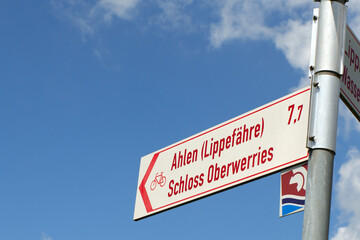 Ahlen (Lippefähre) 7,7
Schloss Oberwerries